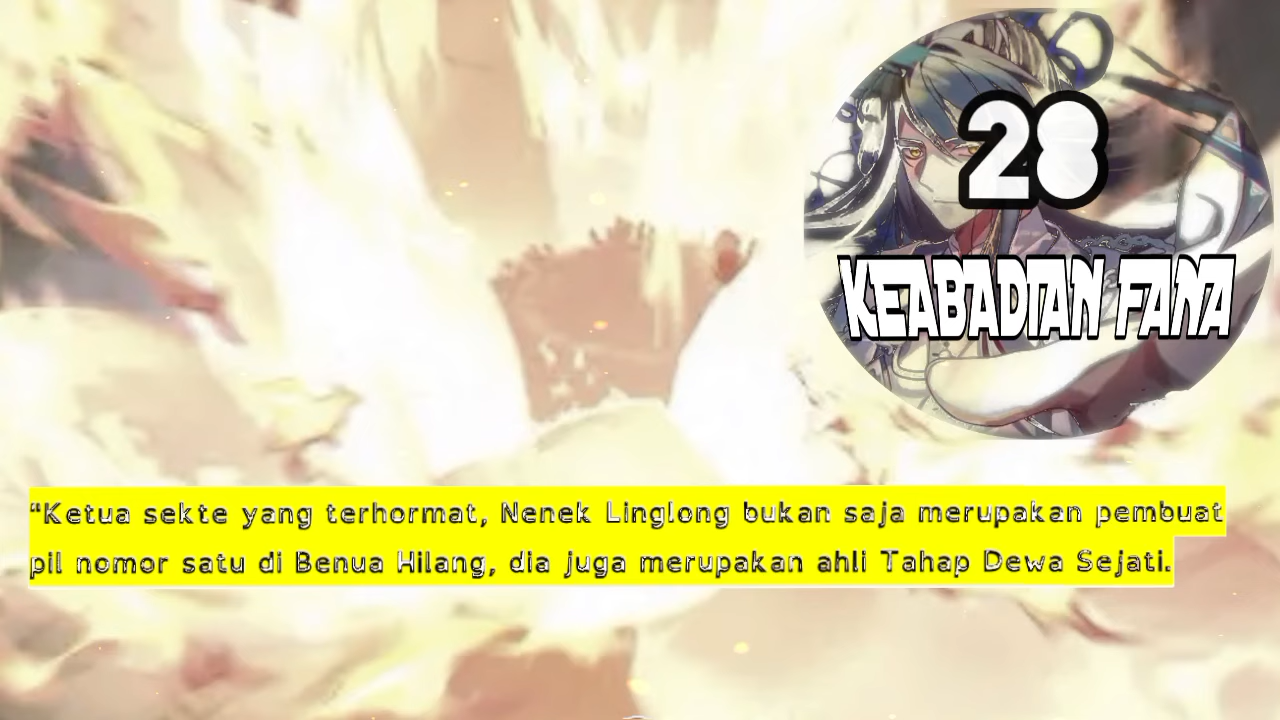 28
KEABADIAN FANA
“Ketua sekte yang terhormat, Nenek Linglong bukan saja merupakan pembuat
pil nomor satu di Benua Hilang, dia juga merupakan ahli Tahap Dewa Sejati.